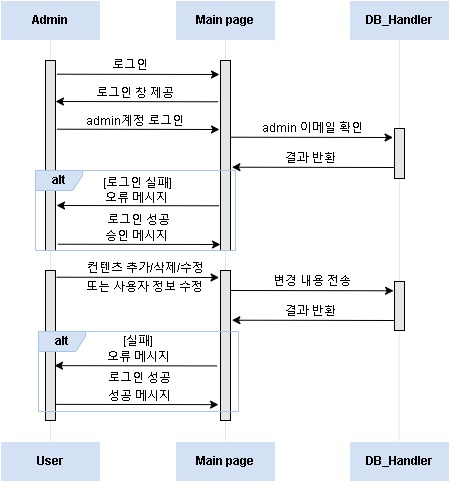 Admin
Main page
DB_Handler
로그인
로그인 창 제공
admin계정 로그인
admin 이메일 확인
결과 반환
alt
[로그인 실패]
오류 메시지
로그인 성공
승인 메시지
컨텐츠 추가/삭제/수정
또는 사용자 정보 수정
변경 내용 전송
결과 반환
alt
[실패]
오류 메시지
로그인 성공
성공 메시지
User
Main page
DB_Handler